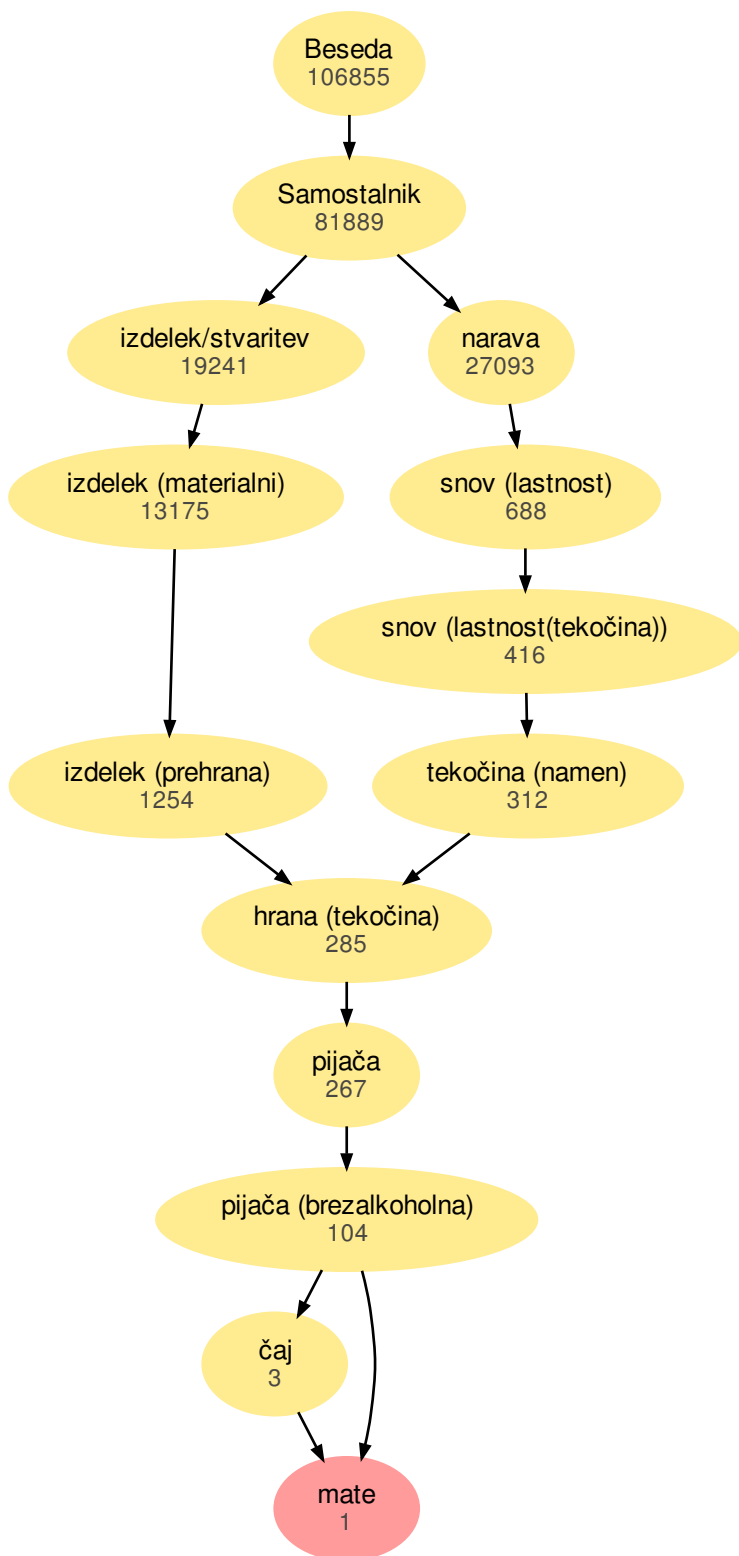 Beseda
106855
Samostalnik
81889
izdelek/stvaritev
19241
narava
27093
izdelek (materialni)
13175
snov (lastnost)
688
snov (lastnost(tekočina))
416
izdelek (prehrana)
1254
tekočina (namen)
312
hrana (tekočina)
285
pijača
267
pijača (brezalkoholna)
104
čaj
3
mate
1